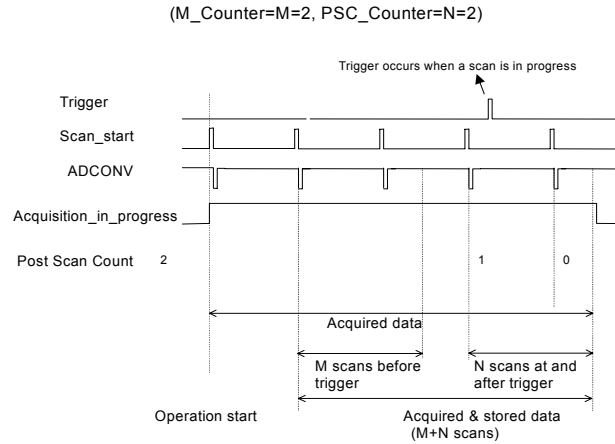 (M_Counter=M=2, PSC_Counter=N=2)
Trigger occurs when a scan is in progress
Trigger
Scan_start
ADCONV
Acquisition_in_progress
Post Scan Count 2 1 0
Acquired data
M scans before
trigger
N scans at and
after trigger
Operation start
Acquired & stored data
(M+N scans)